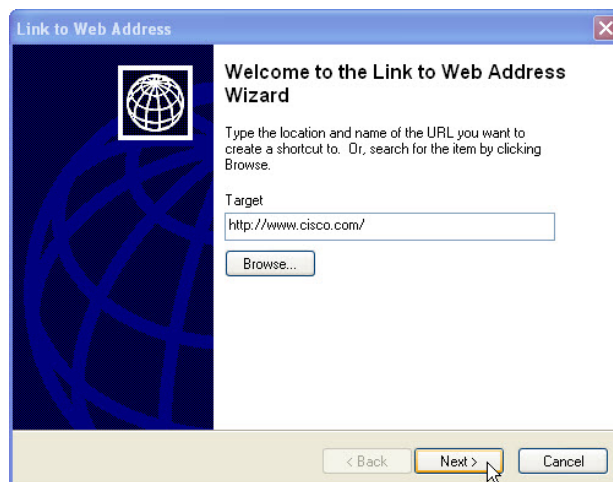 Link to Web Address
Welcome to the Link to Web Address
Wizard
Type the location and name of the URL you want to
create a shortcut to. Or, search for the item by clicking
Browse.
Target
http://www.cisco.com/
Browse...
< Back
Next >
Cancel